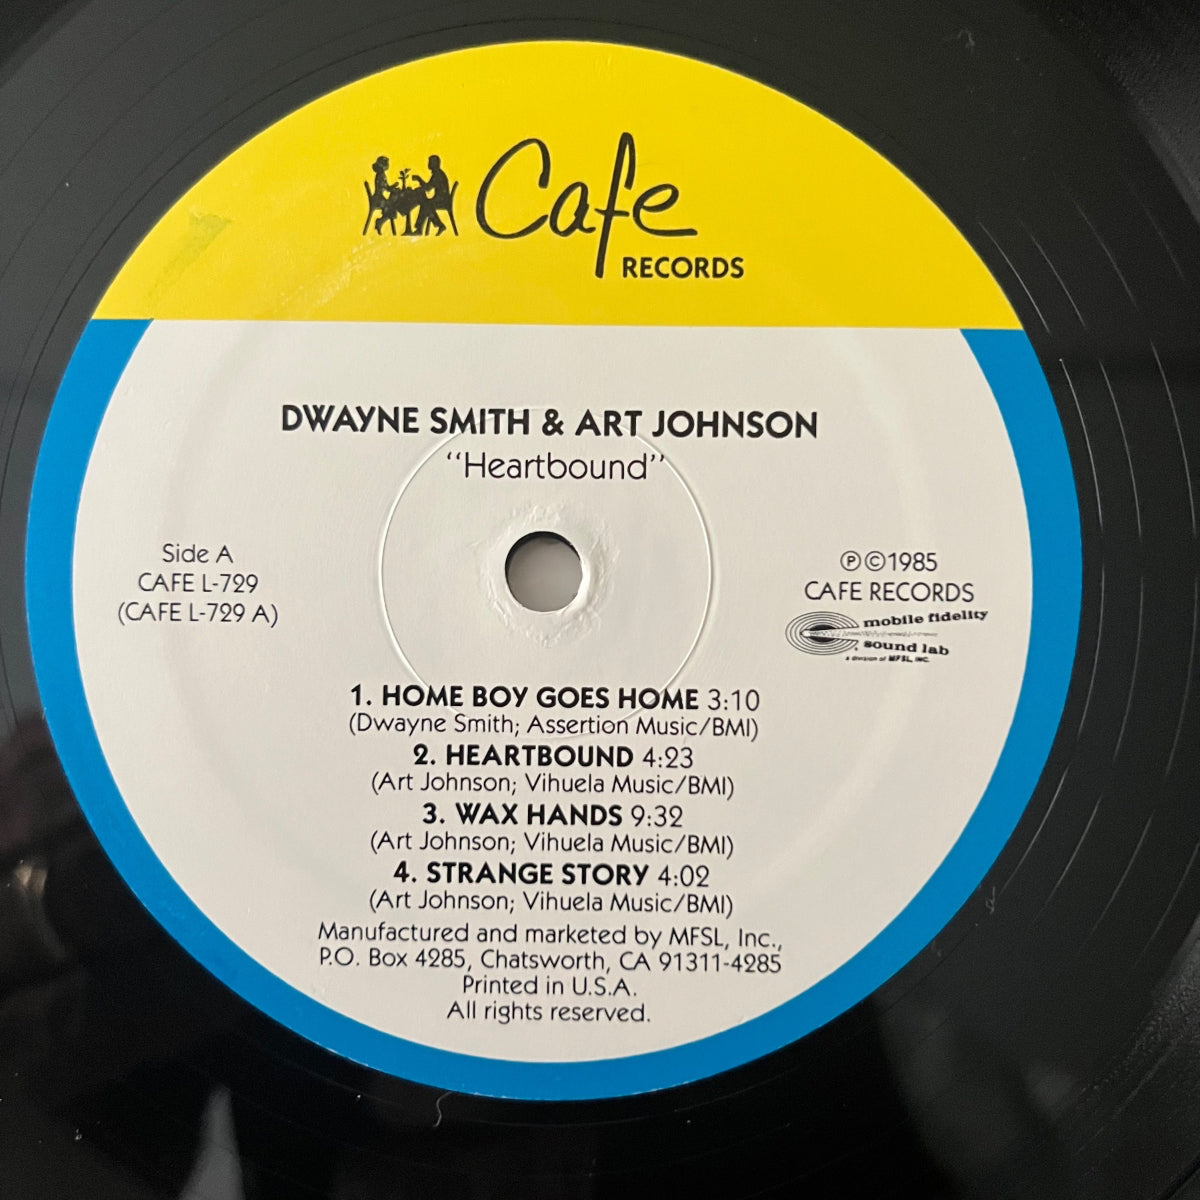 Cafe
RECORDS
DWAYNE SMITH & ART JOHNSON
"Heartbound"
Side A
CAFE L-729
(CAFE L-729 A)
℗©1985
CAFE RECORDS
mobile fidelity
sound lab
a division of MFSL, INC.
1. HOME BOY GOES HOME 3:10
(Dwayne Smith; Assertion Music/BMI)
2. HEARTBOUND 4:23
(Art Johnson; Vihuela Music/BMI)
3. WAX HANDS 9:32
(Art Johnson; Vihuela Music/BMI)
4. STRANGE STORY 4:02
(Art Johnson; Vihuela Music/BMI)
Manufactured and marketed by MFSL, Inc.,
P.O. Box 4285, Chatsworth, CA 91311-4285
Printed in U.S.A.
All rights reserved.